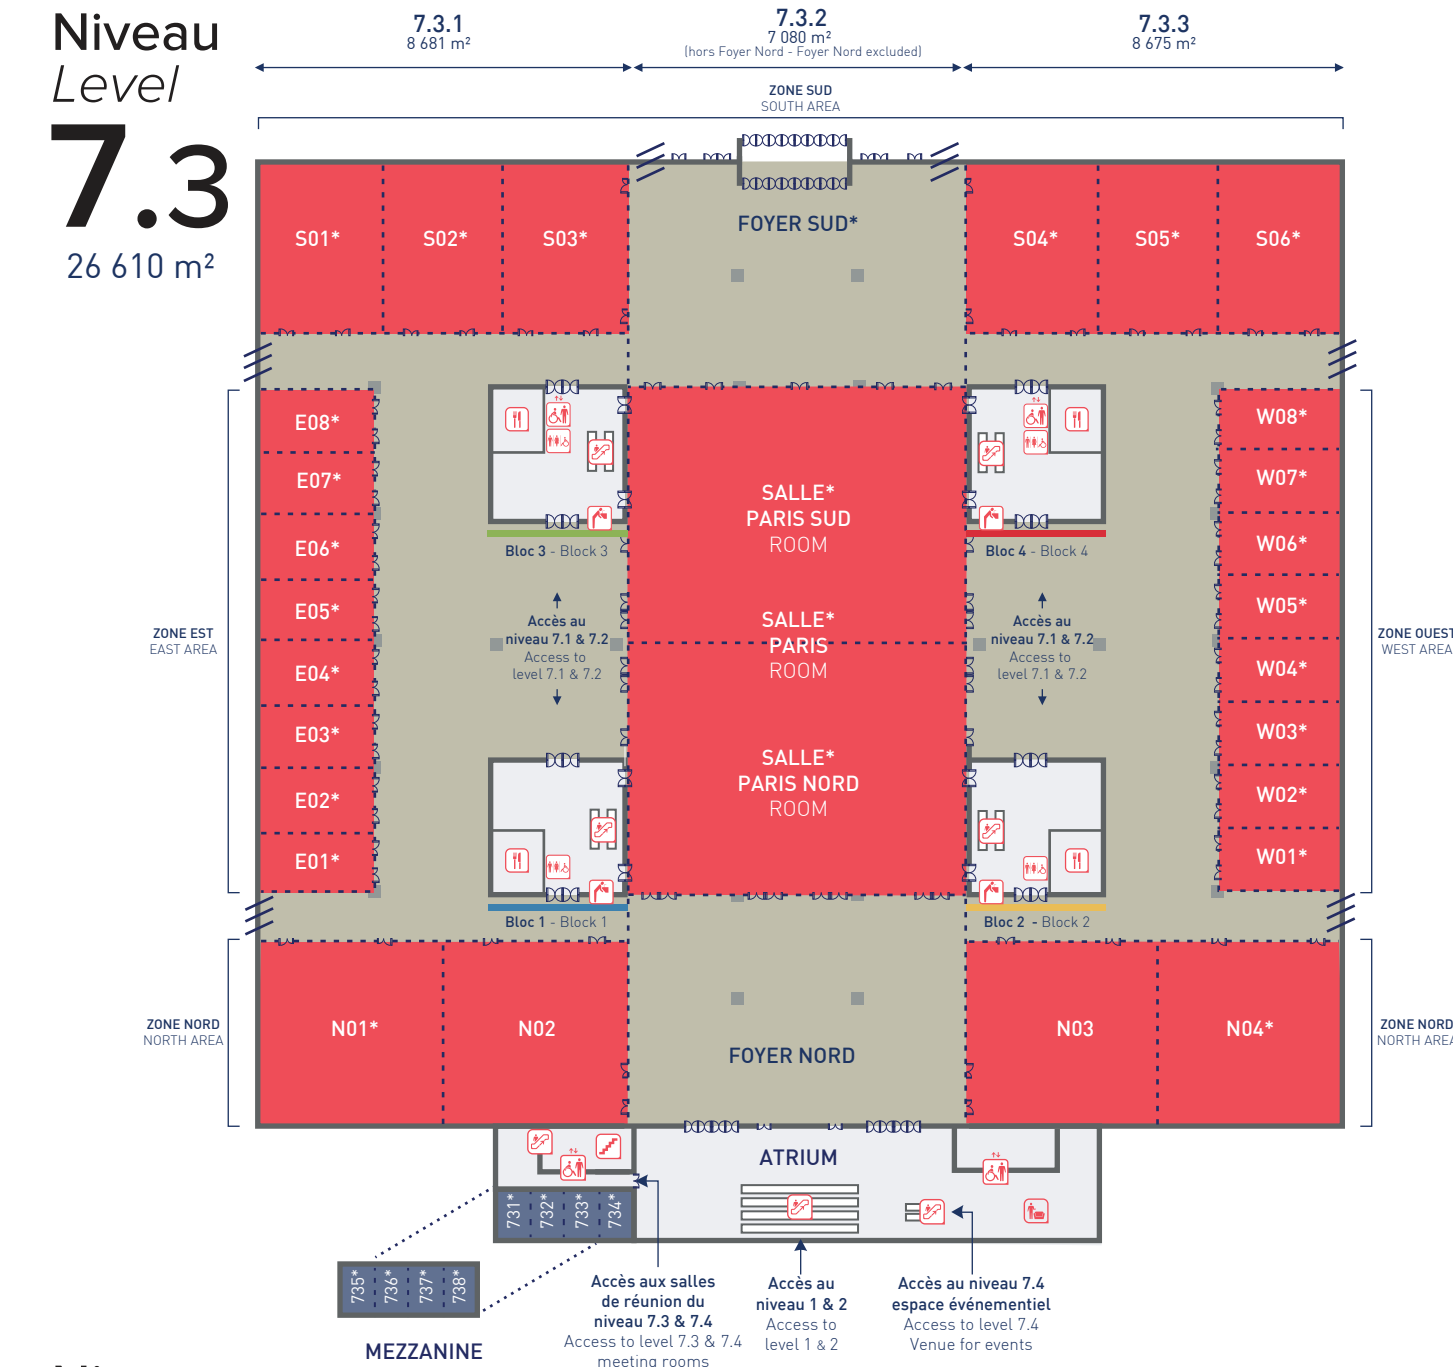 Niveau
Level
7.3
26 610 m²
7.3.1
8 681 m²
7.3.2
7 080 m²
(hors Foyer Nord - Foyer Nord excluded)
7.3.3
8 675 m²
ZONE SUD
SOUTH AREA
S01*
S02*
S03*
FOYER SUD*
S04*
S05*
S06*
E08*
E07*
E06*
E05*
E04*
E03*
E02*
E01*
ZONE EST
EAST AREA
Bloc 3 - Block 3
Accès au
niveau 7.1 & 7.2
Access to
level 7.1 & 7.2
Bloc 1 - Block 1
SALLE*
PARIS SUD
ROOM
SALLE*
PARIS
ROOM
SALLE*
PARIS NORD
ROOM
Bloc 4 - Block 4
Accès au
niveau 7.1 & 7.2
Access to
level 7.1 & 7.2
Bloc 2 - Block 2
W08*
W07*
W06*
W05*
W04*
W03*
W02*
W01*
ZONE OUEST
WEST AREA
ZONE NORD
NORTH AREA
N01*
N02
FOYER NORD
N03
N04*
ZONE NORD
NORTH AREA
ATRIUM
731*
732*
733*
734*
735*
736*
737*
738*
MEZZANINE
Accès aux salles
de réunion du
niveau 7.3 & 7.4
Access to level 7.3 & 7.4
meeting rooms
Accès au
niveau 1 & 2
Access to
level 1 & 2
Accès au niveau 7.4
espace événementiel
Access to level 7.4
Venue for events